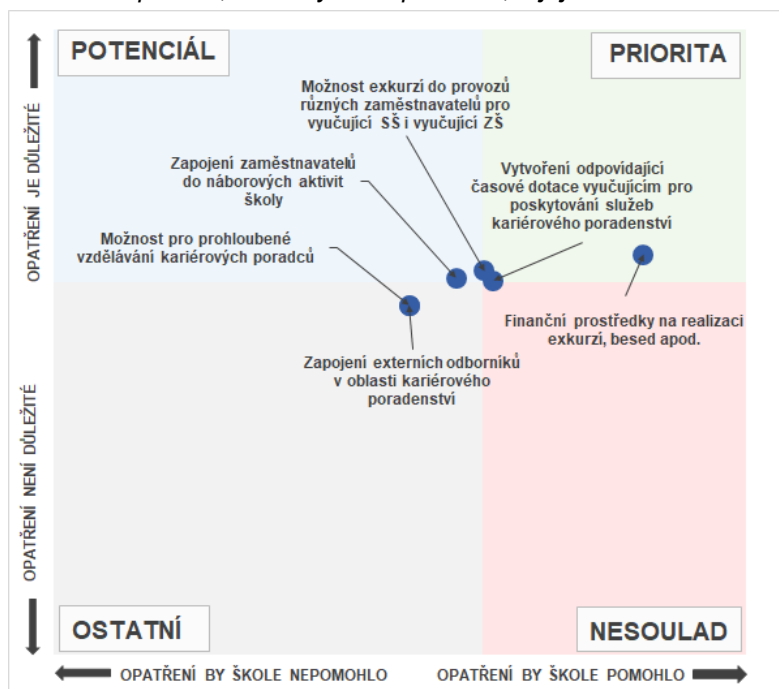 POTENCIÁL
PRIORITA
Možnost exkurzí do provozů
různých zaměstnavatelů pro
vyučující SŠ i vyučující ZŠ
Zapojení zaměstnavatelů
do náborových aktivit
školy
Vytvoření odpovídající
časové dotace vyučujícím pro
poskytování služeb
kariérového poradenství
Možnost pro prohloubené
vzdělávání kariérových poradců
Finanční prostředky na realizaci
exkurzí, besed apod.
Zapojení externích odborníků
v oblasti kariérového
poradenství
OPATŘENÍ JE DŮLEŽITÉ
OPATŘENÍ NENÍ DŮLEŽITÉ
OSTATNÍ
NESOULAD
OPATŘENÍ BY ŠKOLE NEPOMOHLO
OPATŘENÍ BY ŠKOLE POMOHLO